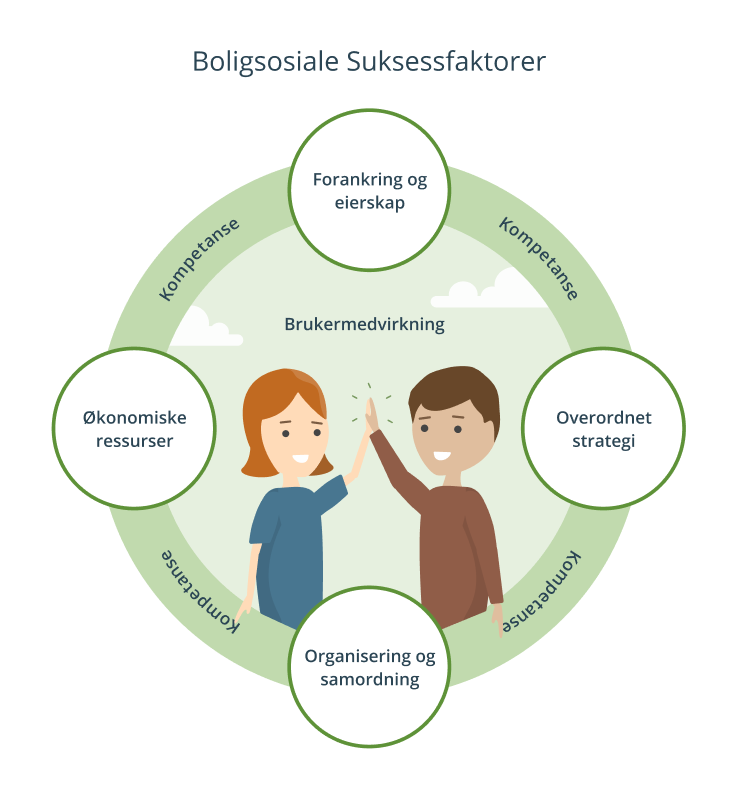 Boligsosiale Suksessfaktorer
Forankring og
eierskap
Kompetanse
Kompetanse
Brukermedvirkning
Økonomiske
ressurser
Overordnet
strategi
Kompetanse
Kompetanse
Organisering og
samordning